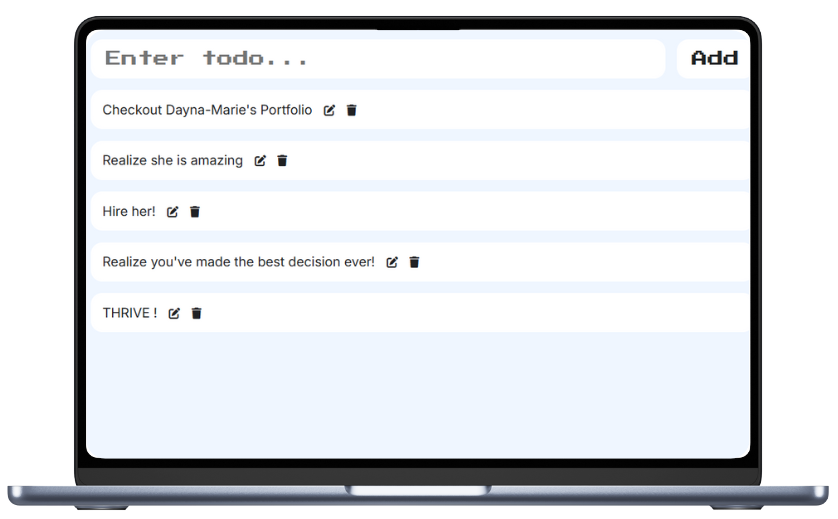 Enter todo...
Add
Checkout Dayna-Marie's Portfolio
Realize she is amazing
Hire her!
Realize you've made the best decision ever!
THRIVE !